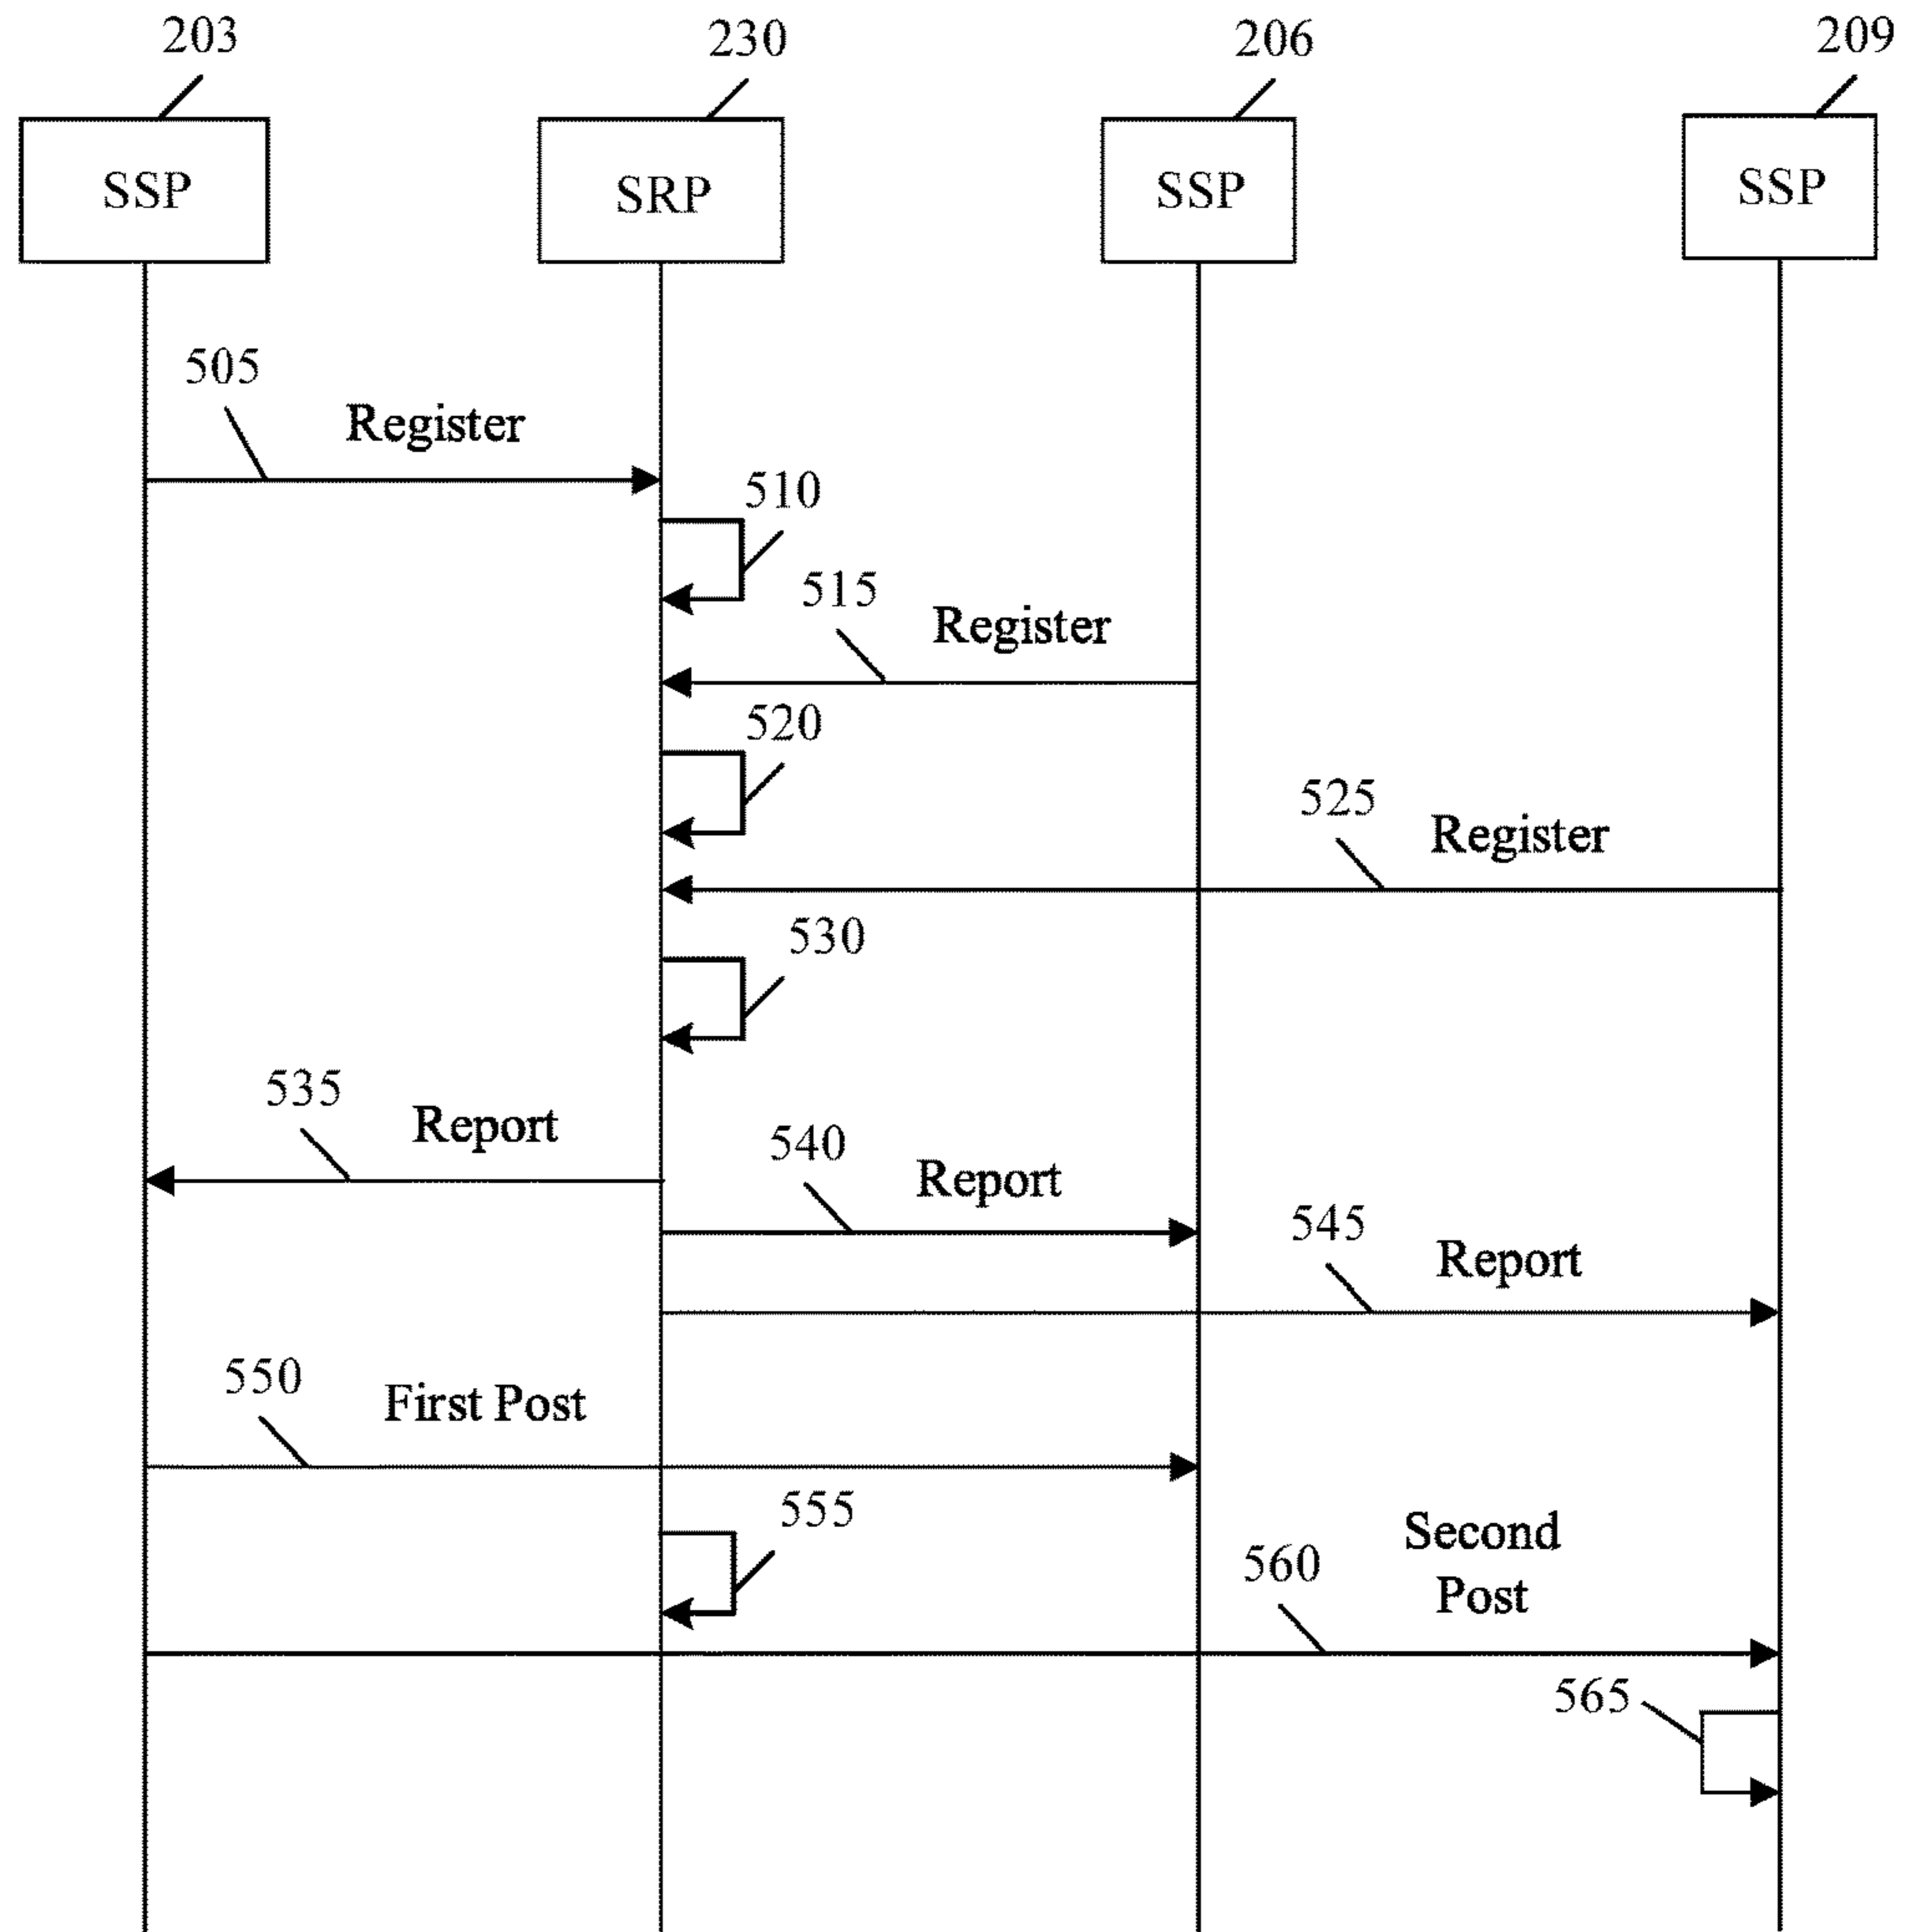 203
230
206
209
SSP
SRP
SSP
SSP
505
Register
510
515
Register
520
525
Register
530
535
Report
540
Report
545
Report
550
First Post
555
560
Second
Post
565